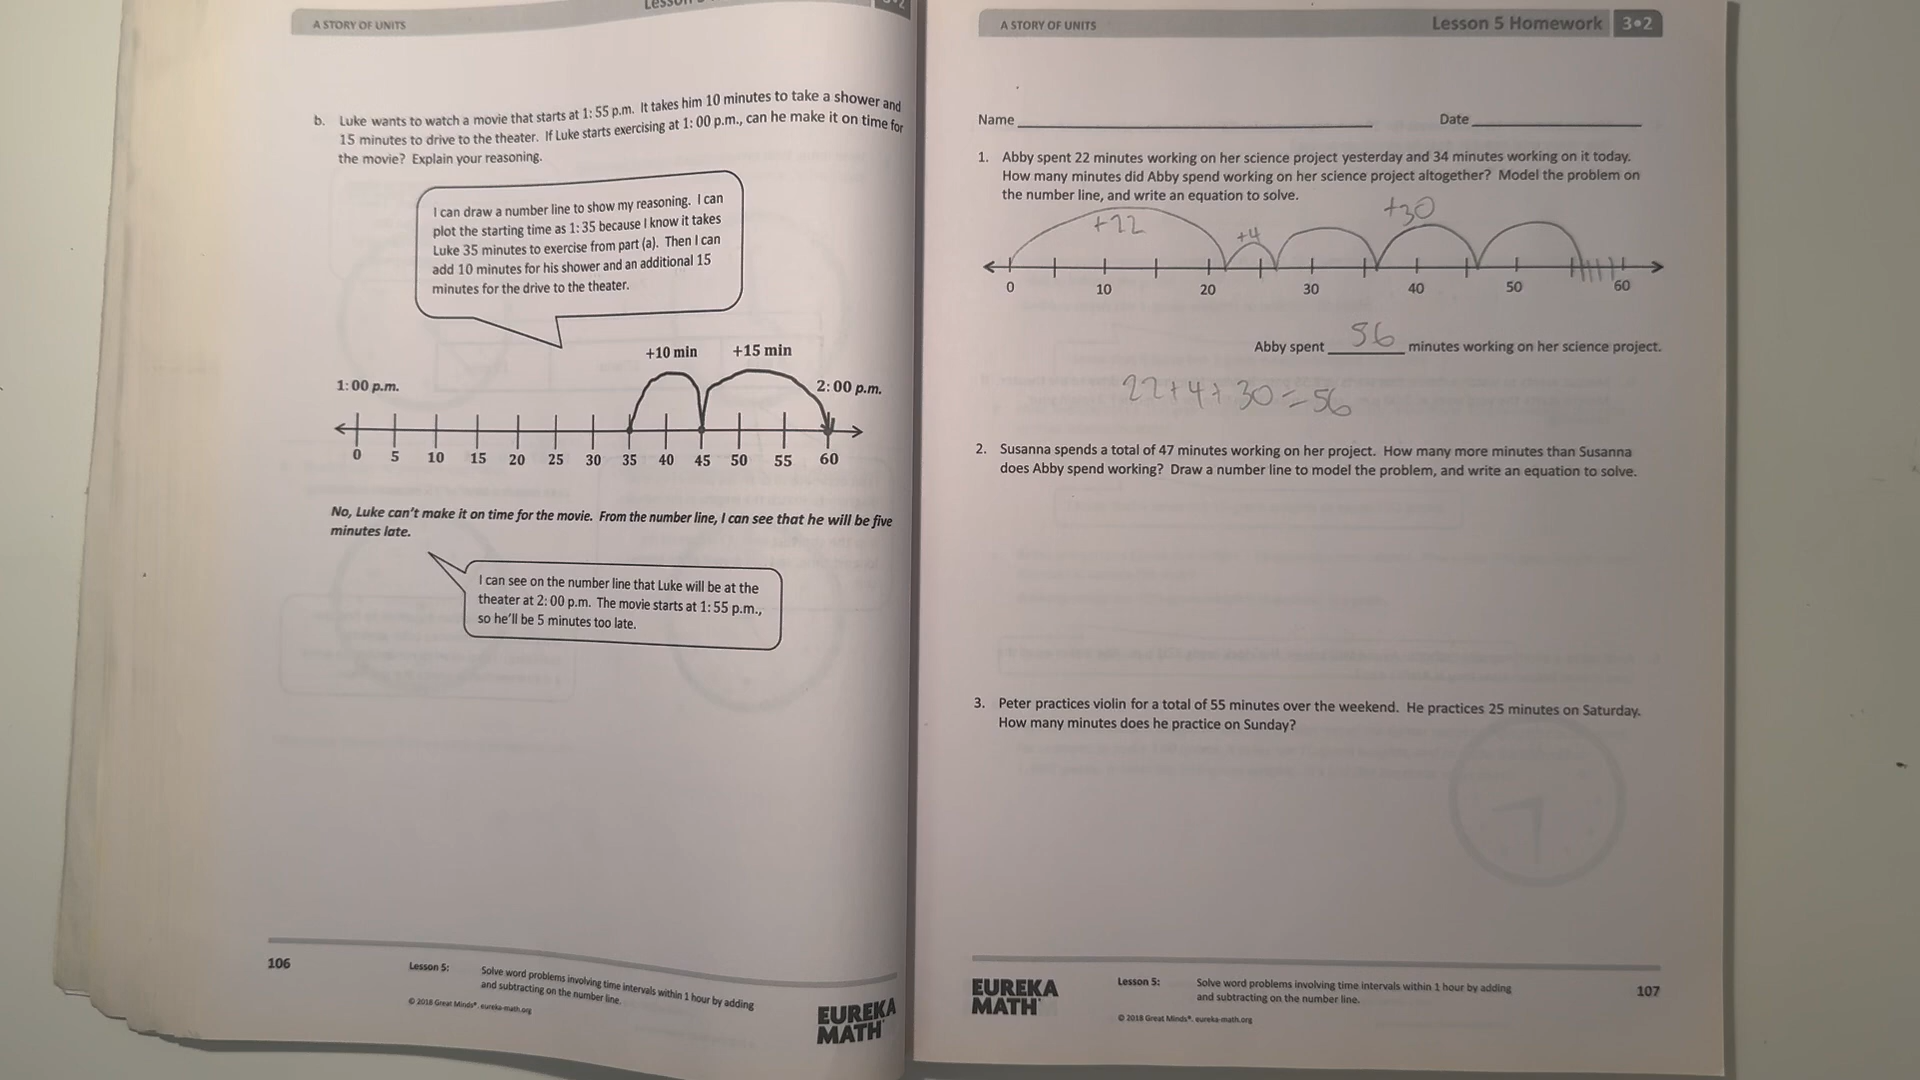 A STORY OF UNITS
Lesson
3•2
b. Luke wants to watch a movie that starts at 1:55 p.m. It takes him 10 minutes to take a shower and
15 minutes to drive to the theater. If Luke starts exercising at 1:00 p.m., can he make it on time for
the movie? Explain your reasoning.
I can draw a number line to show my reasoning. I can
plot the starting time as 1:35 because I know it takes
Luke 35 minutes to exercise from part (a). Then I can
add 10 minutes for his shower and an additional 15
minutes for the drive to the theater.
+10 min +15 min
1:00 p.m. 2:00 p.m.
0 5 10 15 20 25 30 35 40 45 50 55 60
No, Luke can't make it on time for the movie. From the number line, I can see that he will be five
minutes late.
I can see on the number line that Luke will be at the
theater at 2:00 p.m. The movie starts at 1:55 p.m.,
so he'll be 5 minutes too late.
106
Lesson 5: Solve word problems involving time intervals within 1 hour by adding
and subtracting on the number line.
© 2018 Great Minds®. eureka-math.org
EUREKA
MATH
A STORY OF UNITS
Lesson 5 Homework 3•2
Name Date
1. Abby spent 22 minutes working on her science project yesterday and 34 minutes working on it today.
How many minutes did Abby spend working on her science project altogether? Model the problem on
the number line, and write an equation to solve.
+22 +4 +30
0 10 20 30 40 50 60
Abby spent 56 minutes working on her science project.
22+4+30=56
2. Susanna spends a total of 47 minutes working on her project. How many more minutes than Susanna
does Abby spend working? Draw a number line to model the problem, and write an equation to solve.
3. Peter practices violin for a total of 55 minutes over the weekend. He practices 25 minutes on Saturday.
How many minutes does he practice on Sunday?
EUREKA
MATH
Lesson 5: Solve word problems involving time intervals within 1 hour by adding
and subtracting on the number line.
© 2018 Great Minds®. eureka-math.org
107